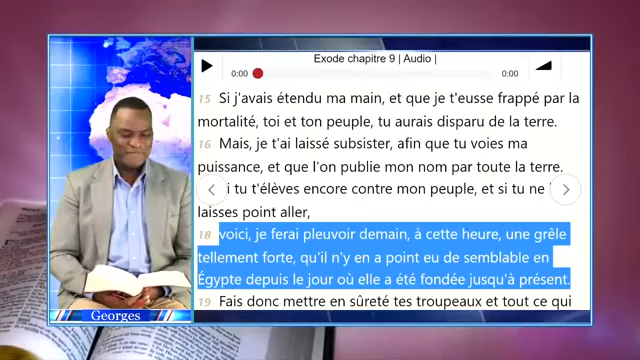 Exode chapitre 9 | Audio |
0:00
0:00
15 Si j'avais étendu ma main, et que je t'eusse frappé par la
mortalité, toi et ton peuple, tu aurais disparu de la terre.
16 Mais, je t'ai laissé subsister, afin que tu voies ma
puissance, et que l'on publie mon nom par toute la terre.
i tu t'élèves encore contre mon peuple, et si tu ne
laisses point aller,
18 voici, je ferai pleuvoir demain, à cette heure, une grêle
tellement forte, qu'il n'y en a point eu de semblable en
Égypte depuis le jour où elle a été fondée jusqu'à présent.
19 Fais donc mettre en sûreté tes troupeaux et tout ce qui
Georges